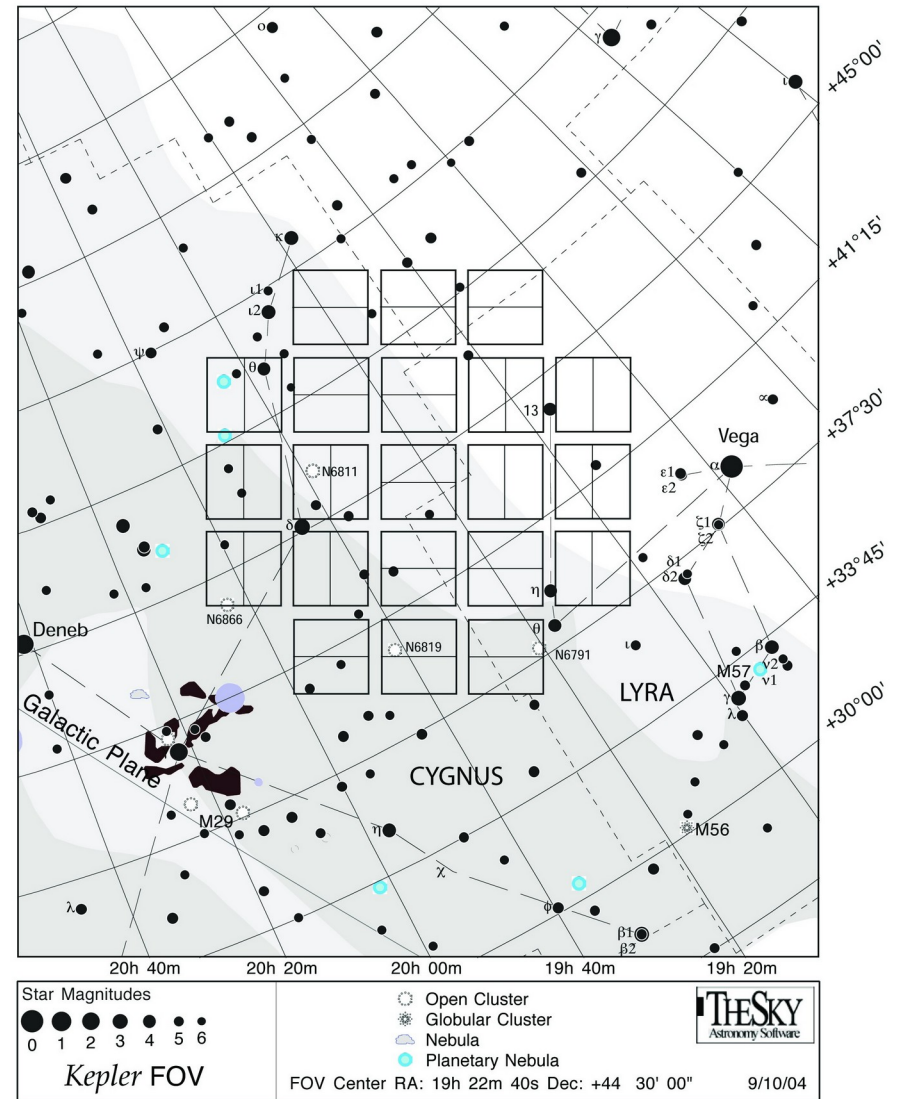 ο
γ
ι
+45°00'
κ
+41°15'
ι1
ι2
ψ
θ
13
∝
+37°30'
Vega
α
ε1
ε2
N6811
ζ1
ζ2
δ
+33°45'
δ1
δ2
η
N6866
Deneb
θ
N6819
N6791
ι
β
ν2
M57
ν1
LYRA
γ
λ
+30°00'
Galactic Plane
CYGNUS
M29
η
M56
χ
λ
φ
β1
β2
20h 40m 20h 20m 20h 00m 19h 40m 19h 20m
Star Magnitudes
0 1 2 3 4 5 6
Kepler FOV
Open Cluster
Globular Cluster
Nebula
Planetary Nebula
THESKY
Astronomy Software
FOV Center RA: 19h 22m 40s Dec: +44 30' 00" 9/10/04